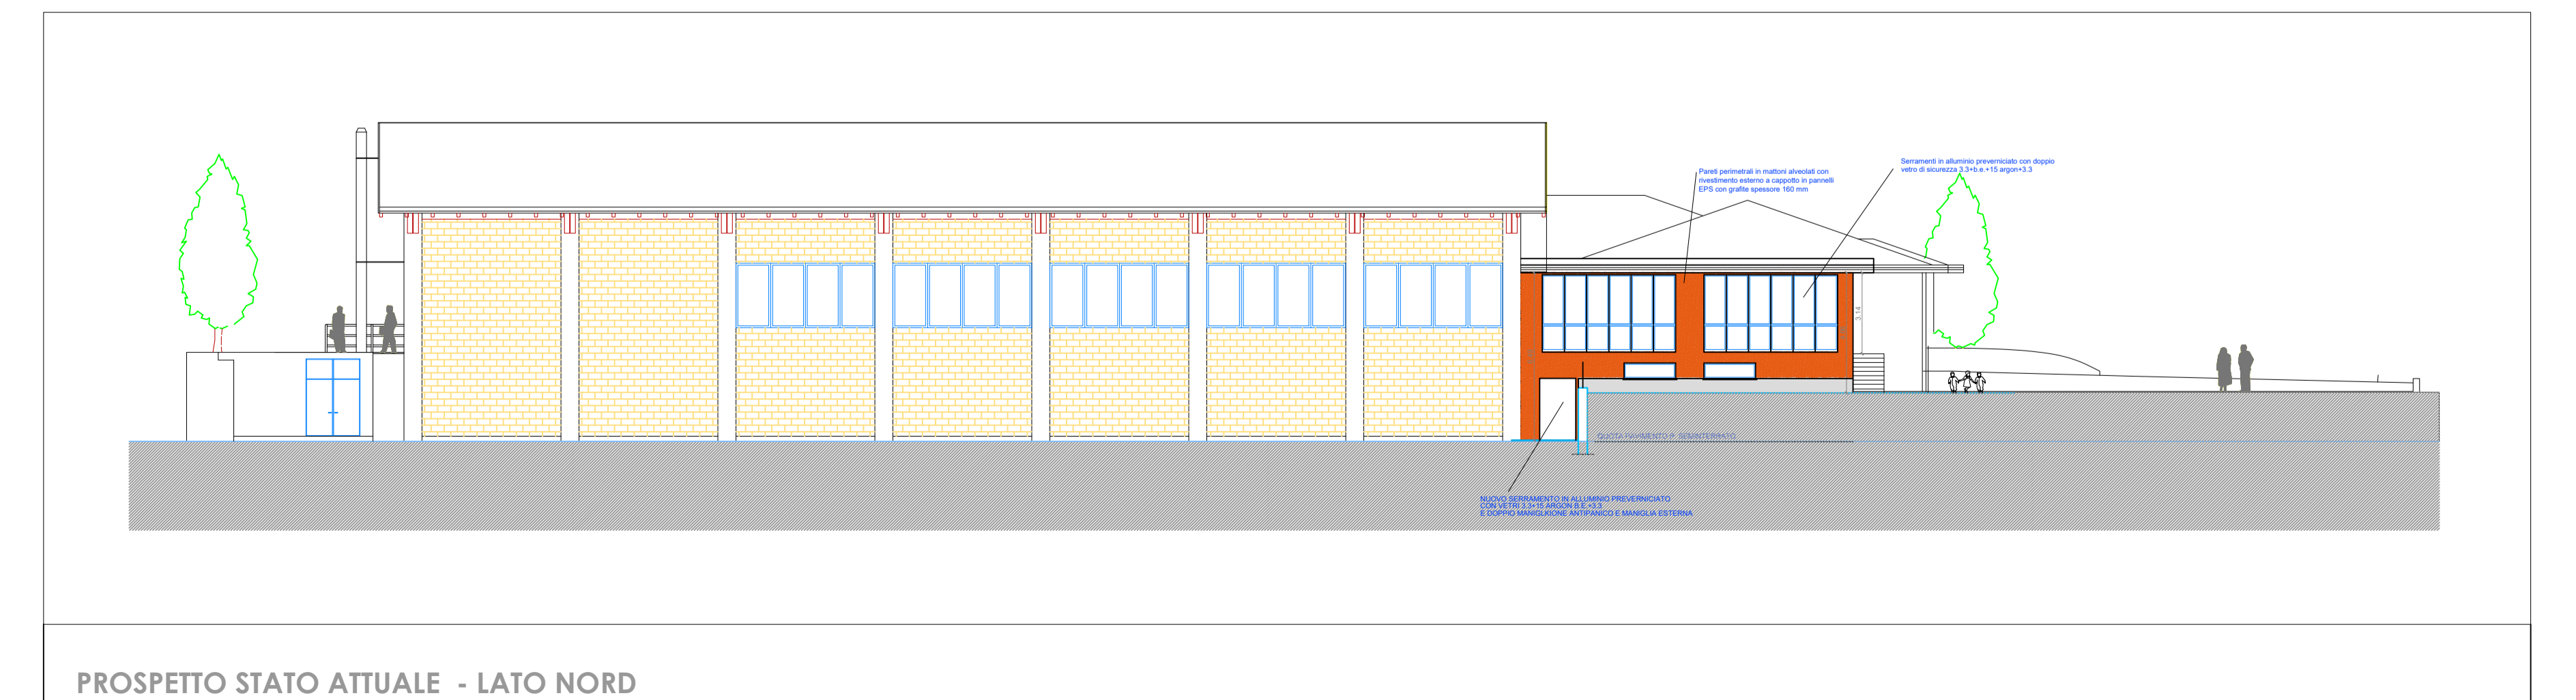 Pareti perimetrali in mattoni alveolati con
rivestimento esterno a cappotto in pannelli
EPS con grafite spessore 160 mm
Serramenti in alluminio preverniciato con doppio
vetro di sicurezza 3.3+b.e.+15 argon+3.3
3.14
QUOTA PAVIMENTO P. SEMINTERRATO
NUOVO SERRAMENTO IN ALLUMINIO PREVERNICIATO
CON VETRI 3.3+15 ARGON B.E.+3.3
E DOPPIO MANIGLKIONE ANTIPANICO E MANIGLIA ESTERNA
PROSPETTO STATO ATTUALE - LATO NORD